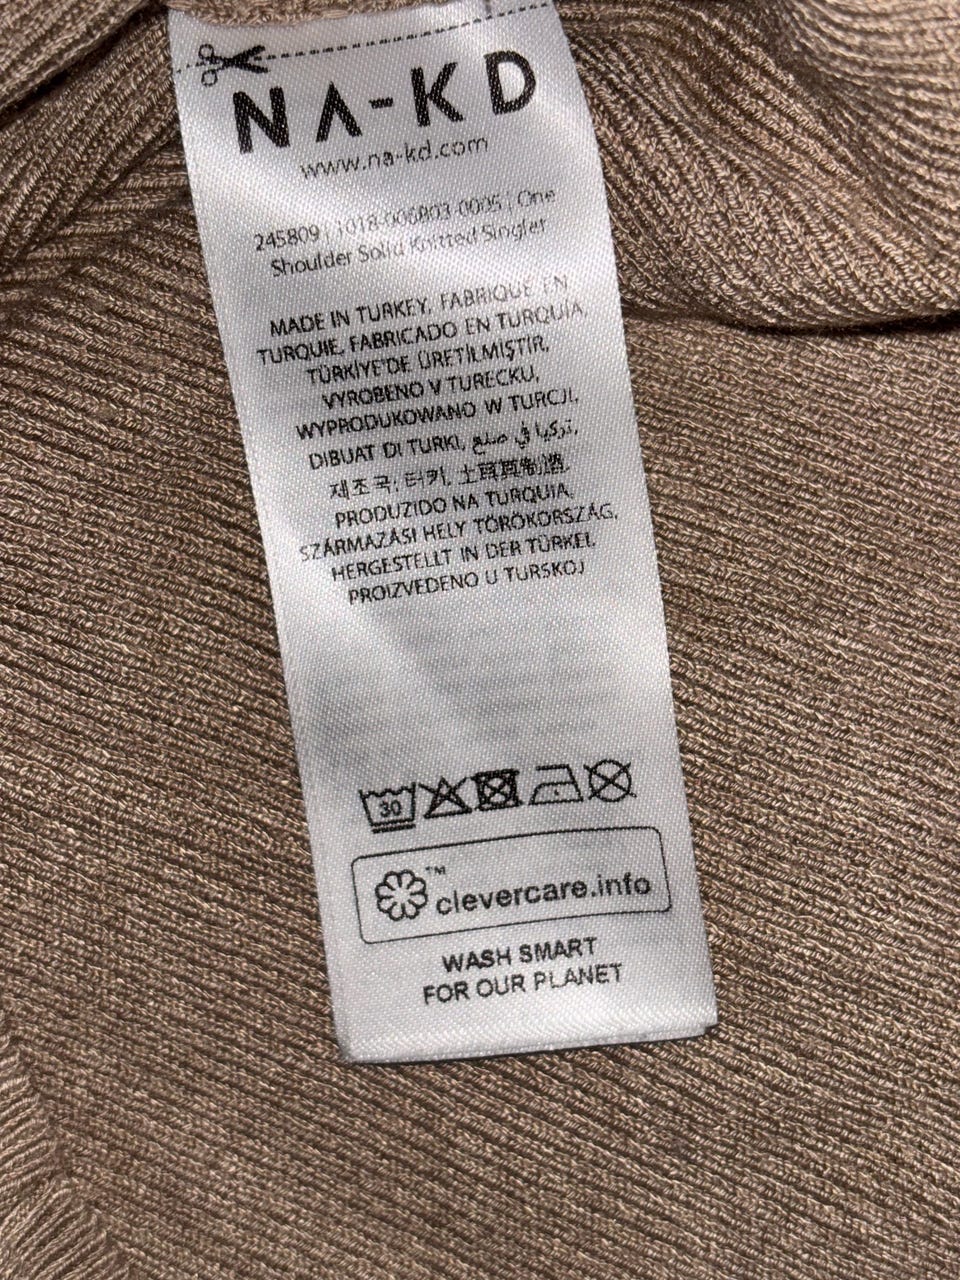 NA-KD
www.na-kd.com
245809 | 1018-006803-0005 | One
Shoulder Solid Knitted Singlet
MADE IN TURKEY, FABRIQUÉ EN
TURQUIE, FABRICADO EN TURQUÍA,
TÜRKİYE'DE ÜRETİLMİŞTİR,
VYROBENO V TURECKU,
WYPRODUKOWANO W TURCJI,
DIBUAT DI TURKI, تركيا في صنع,
제조국: 터키, 土耳其制造,
PRODUZIDO NA TURQUIA,
SZÁRMAZÁSI HELY TÖRÖKORSZÁG,
HERGESTELLT IN DER TÜRKEI,
PROIZVEDENO U TURSKOJ
30
™
clevercare.info
WASH SMART
FOR OUR PLANET